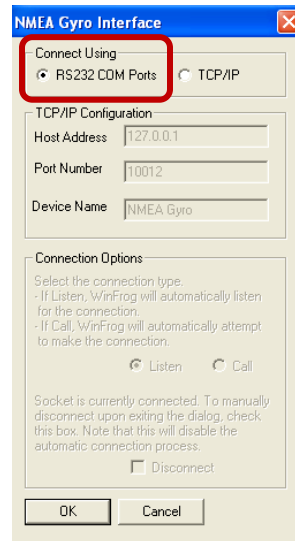 NMEA Gyro Interface
Connect Using
RS232 COM Ports TCP/IP
TCP/IP Configuration
Host Address 127.0.0.1
Port Number 10012
Device Name NMEA Gyro
Connection Options
Select the connection type.
- If Listen, WinFrog will automatically listen
for the connection.
- If Call, WinFrog will automatically attempt
to make the connection.
Listen Call
Socket is currently connected. To manually
disconnect upon exiting the dialog, check
this box. Note that this will disable the
automatic connection process.
Disconnect
OK Cancel